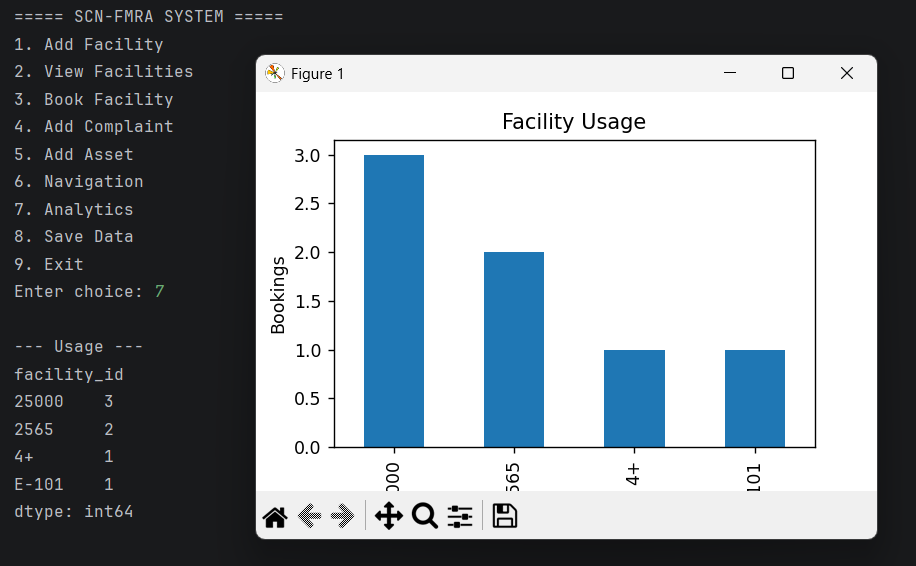 ===== SCN-FMRA SYSTEM =====
1. Add Facility
2. View Facilities
3. Book Facility
4. Add Complaint
5. Add Asset
6. Navigation
7. Analytics
8. Save Data
9. Exit
Enter choice: 7
--- Usage ---
facility_id
25000    3
2565    2
4+    1
E-101    1
dtype: int64
Figure 1
Facility Usage
3.0
2.5
2.0
1.5
1.0
0.5
0.0
Bookings
000
565
4+
101